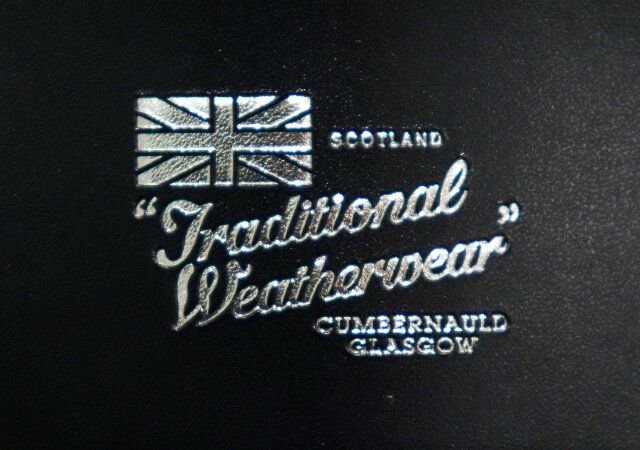 SCOTLAND
"Traditional
Weatherwear"
CUMBERNAULD
GLASGOW